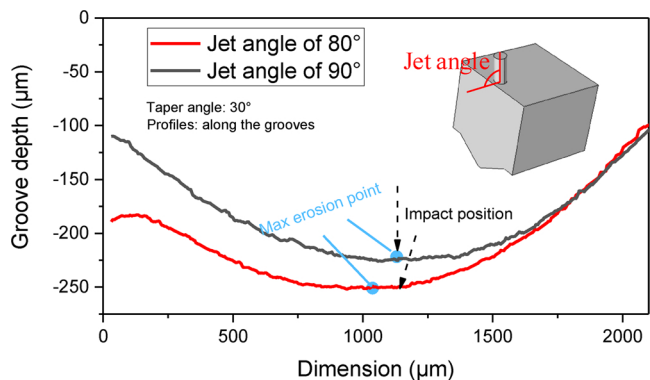 Jet angle of 80°
Jet angle of 90°
Taper angle: 30°
Profiles: along the grooves
Jet angle
Max erosion point
Impact position
0
-50
-100
-150
-200
-250
Groove depth (μm)
0
500
1000
1500
2000
Dimension (μm)